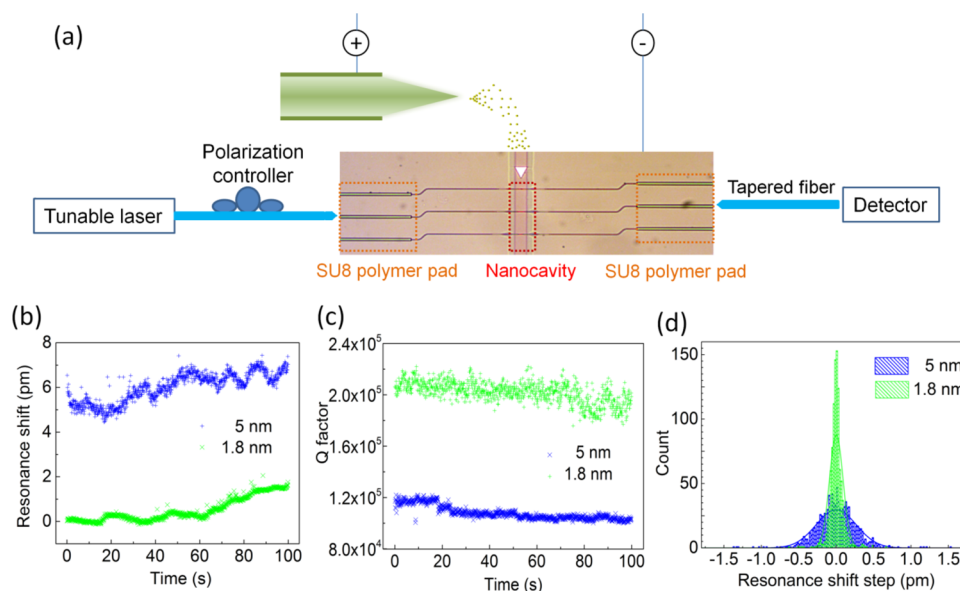 (a)
+
-
Polarization
controller
Tunable laser
Tapered fiber
Detector
SU8 polymer pad
Nanocavity
SU8 polymer pad
(b)
Resonance shift (pm)
8
6
4
2
0
5 nm
1.8 nm
0 20 40 60 80 100
Time (s)
(c)
Q factor
2.4x10⁵
2.0x10⁵
1.6x10⁵
1.2x10⁵
8.0x10⁴
5 nm
1.8 nm
0 20 40 60 80 100
Time (s)
(d)
Count
150
100
50
0
5 nm
1.8 nm
-1.5 -1.0 -0.5 0.0 0.5 1.0 1.5
Resonance shift step (pm)